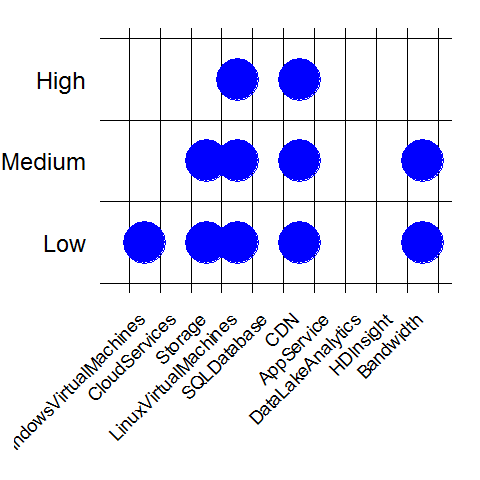 High
Medium
Low
ndowsVirtualMachines
CloudServices
Storage
LinuxVirtualMachines
SQLDatabase
CDN
AppService
DataLakeAnalytics
HDInsight
Bandwidth